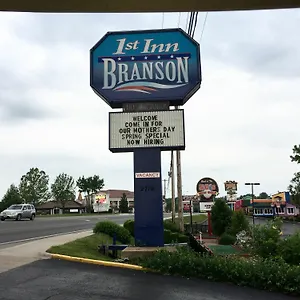 1st Inn
BRANSON
WELCOME
COME IN FOR
OUR MOTHERS DAY
SPRING SPECIAL
NOW HIRING
VACANCY